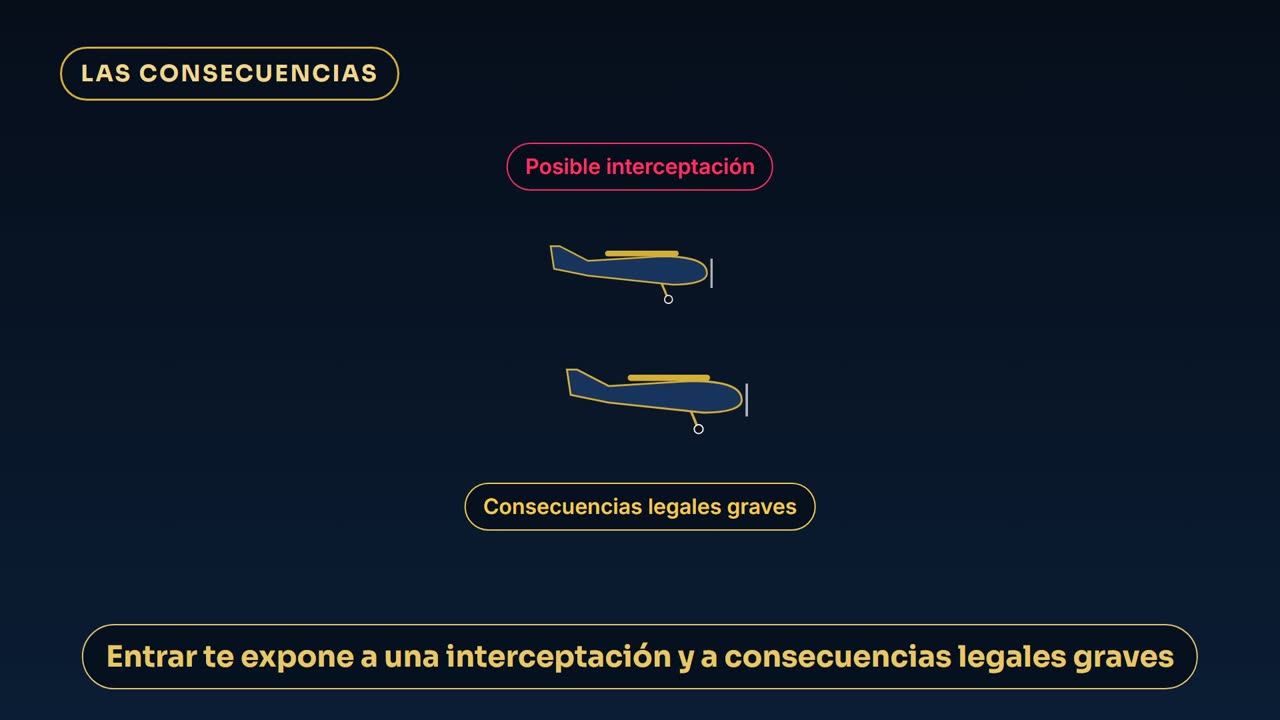 LAS CONSECUENCIAS
Posible interceptación
Consecuencias legales graves
Entrar te expone a una interceptación y a consecuencias legales graves